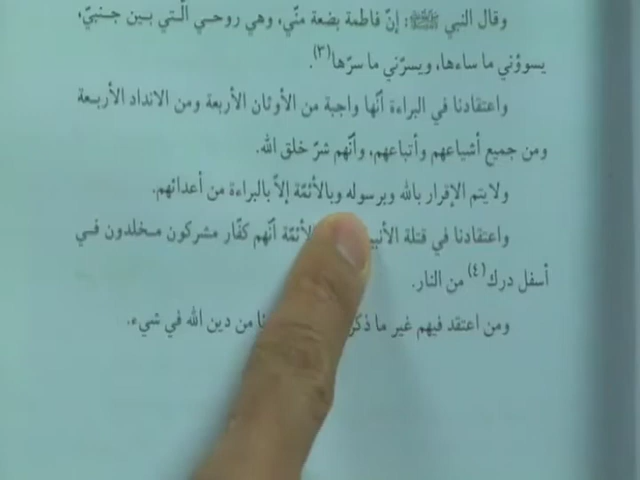 وقال النبي ﷺ: إنّ فاطمة بضعة منّي، وهي روحي الّتي بين جنبيّ،
يسوؤني ما ساءها، ويسرّني ما سرّها(٣).
واعتقادنا في البراءة أنّها واجبة من الأوثان الأربعة ومن الانداد الأربعة
ومن جميع أشياعهم وأتباعهم، وأنّهم شرّ خلق الله.
ولا يتم الإقرار بالله وبرسوله وبالأئمّة إلاّ بالبراءة من أعدائهم.
واعتقادنا في قتلة الأئمّة أنّهم كفّار مشركون مخلدون في
أسفل درك(٤) من النار.
ومن اعتقد فيهم غير ما من دين الله في شيء.